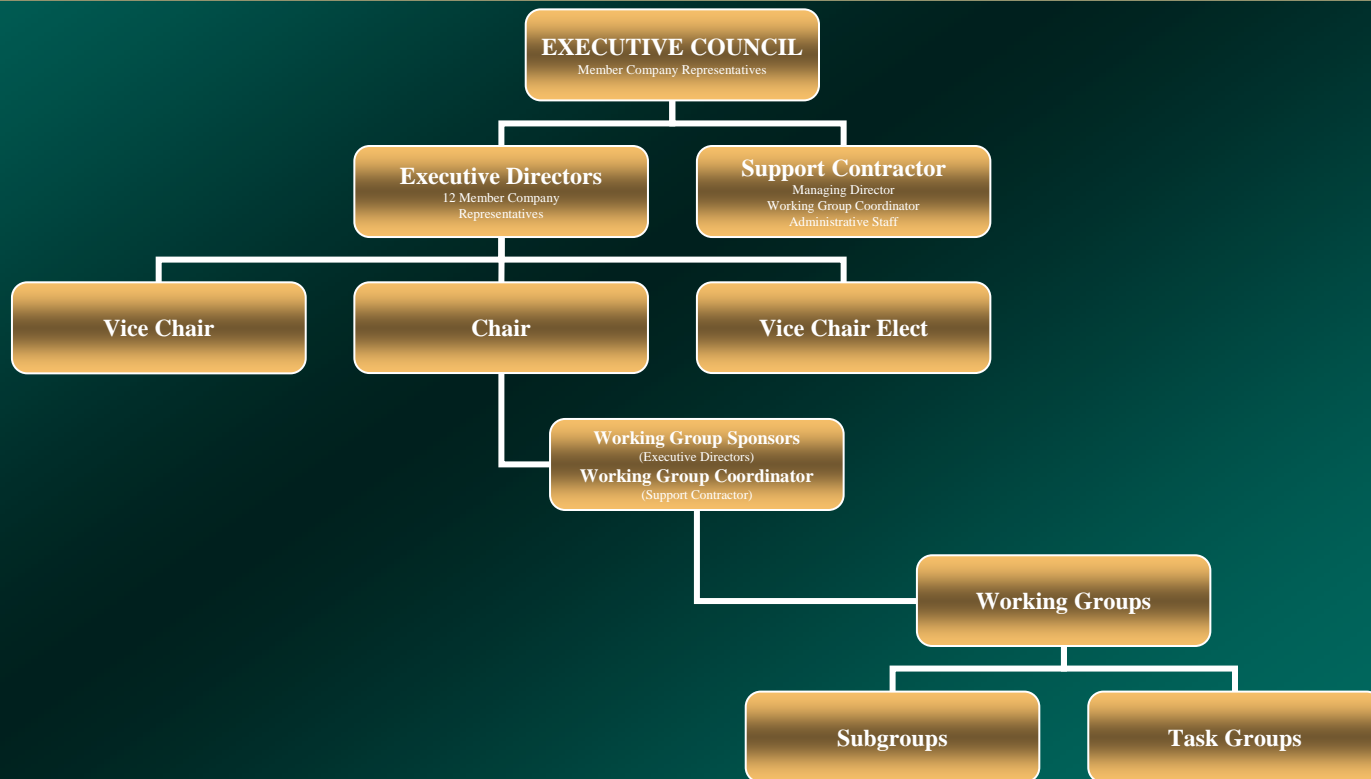 EXECUTIVE COUNCIL
Member Company Representatives
Executive Directors
12 Member Company
Representatives
Support Contractor
Managing Director
Working Group Coordinator
Administrative Staff
Vice Chair
Chair
Vice Chair Elect
Working Group Sponsors
(Executive Directors)
Working Group Coordinator
(Support Contractor)
Working Groups
Subgroups
Task Groups